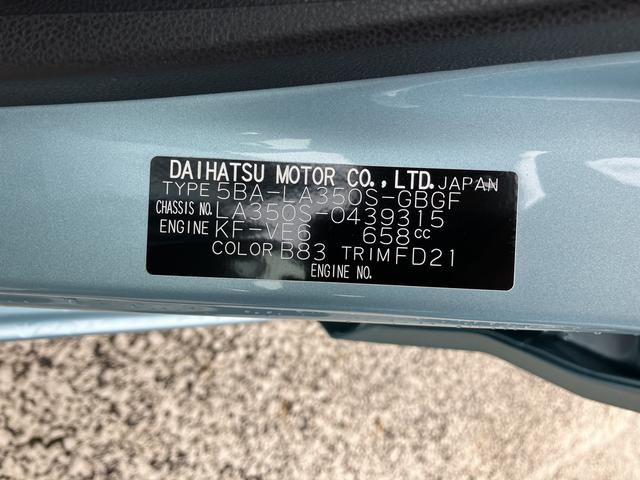 DAIHATSU MOTOR CO., LTD. JAPAN
TYPE 5BA-LA350S-GBGF
CHASSIS NO. LA350S-0439315
ENGINE KF-VE6 658cc
COLOR B83 TRIM FD21
ENGINE NO.